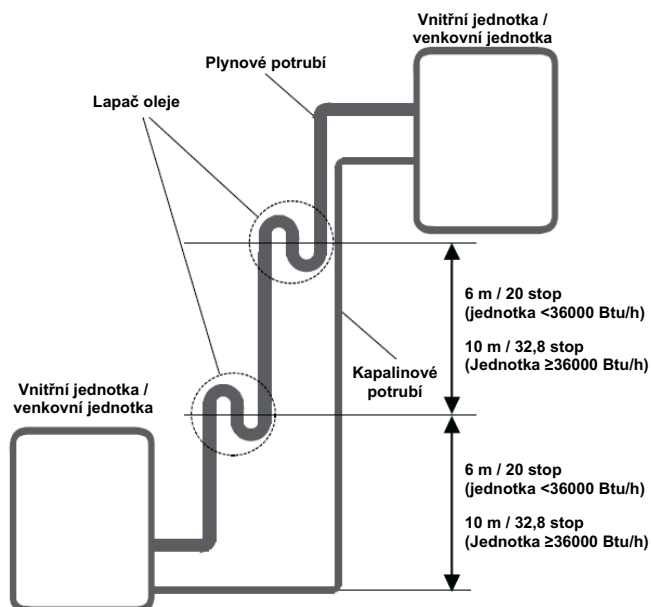 Vnitřní jednotka /
venkovní jednotka
Plynové potrubí
Lapač oleje
6 m / 20 stop
(jednotka <36000 Btu/h)
10 m / 32,8 stop
(Jednotka ≥36000 Btu/h)
Kapalinové
potrubí
Vnitřní jednotka /
venkovní jednotka
6 m / 20 stop
(jednotka <36000 Btu/h)
10 m / 32,8 stop
(Jednotka ≥36000 Btu/h)